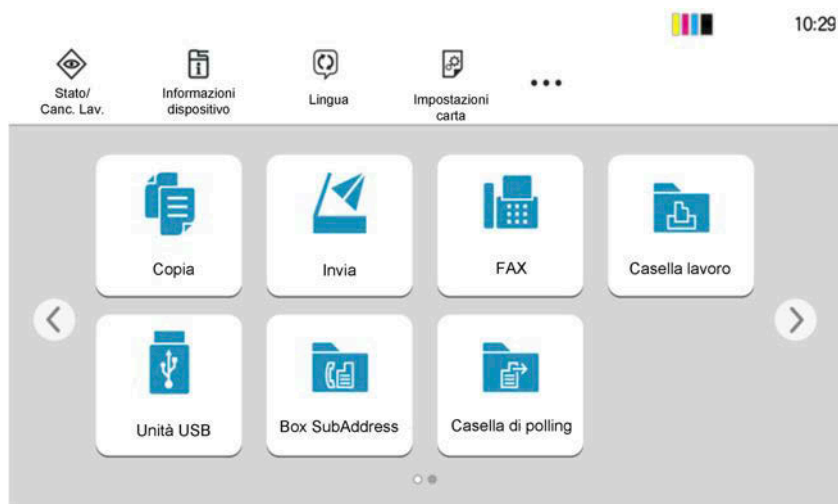 10:29
Stato/
Canc. Lav.
Informazioni
dispositivo
Lingua
Impostazioni
carta
Copia
Invia
FAX
Casella lavoro
Unità USB
Box SubAddress
Casella di polling